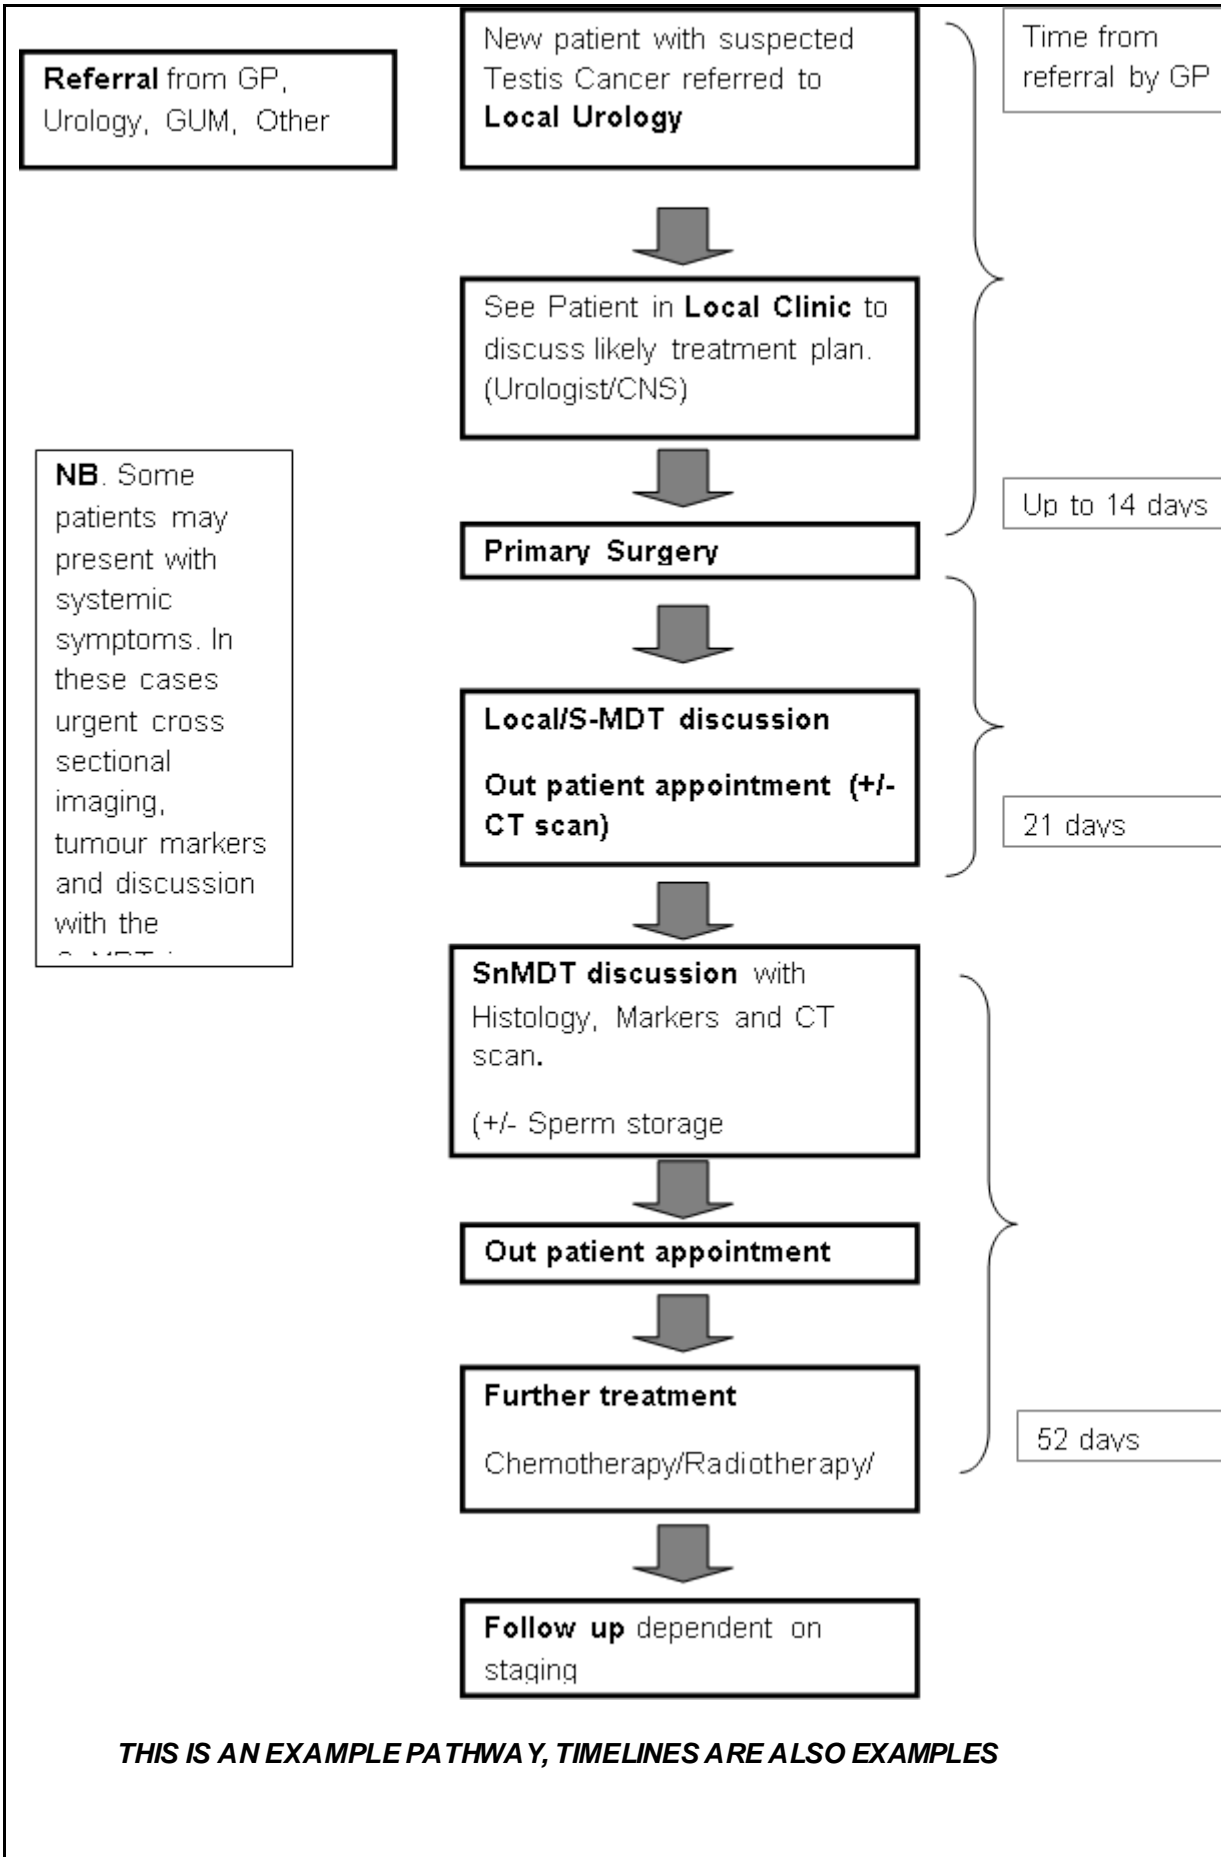 Referral from GP,
Urology, GUM, Other
New patient with suspected
Testis Cancer referred to
Local Urology
Time from
referral by GP
See Patient in Local Clinic to
discuss likely treatment plan.
(Urologist/CNS)
NB. Some
patients may
present with
systemic
symptoms. In
these cases
urgent cross
sectional
imaging,
tumour markers
and discussion
with the
Up to 14 days
Primary Surgery
Local/S-MDT discussion
Out patient appointment (+/-
CT scan)
21 days
SnMDT discussion with
Histology, Markers and CT
scan.
(+/- Sperm storage
Out patient appointment
Further treatment
Chemotherapy/Radiotherapy/
52 days
Follow up dependent on
staging
THIS IS AN EXAMPLE PATHWAY, TIMELINES ARE ALSO EXAMPLES